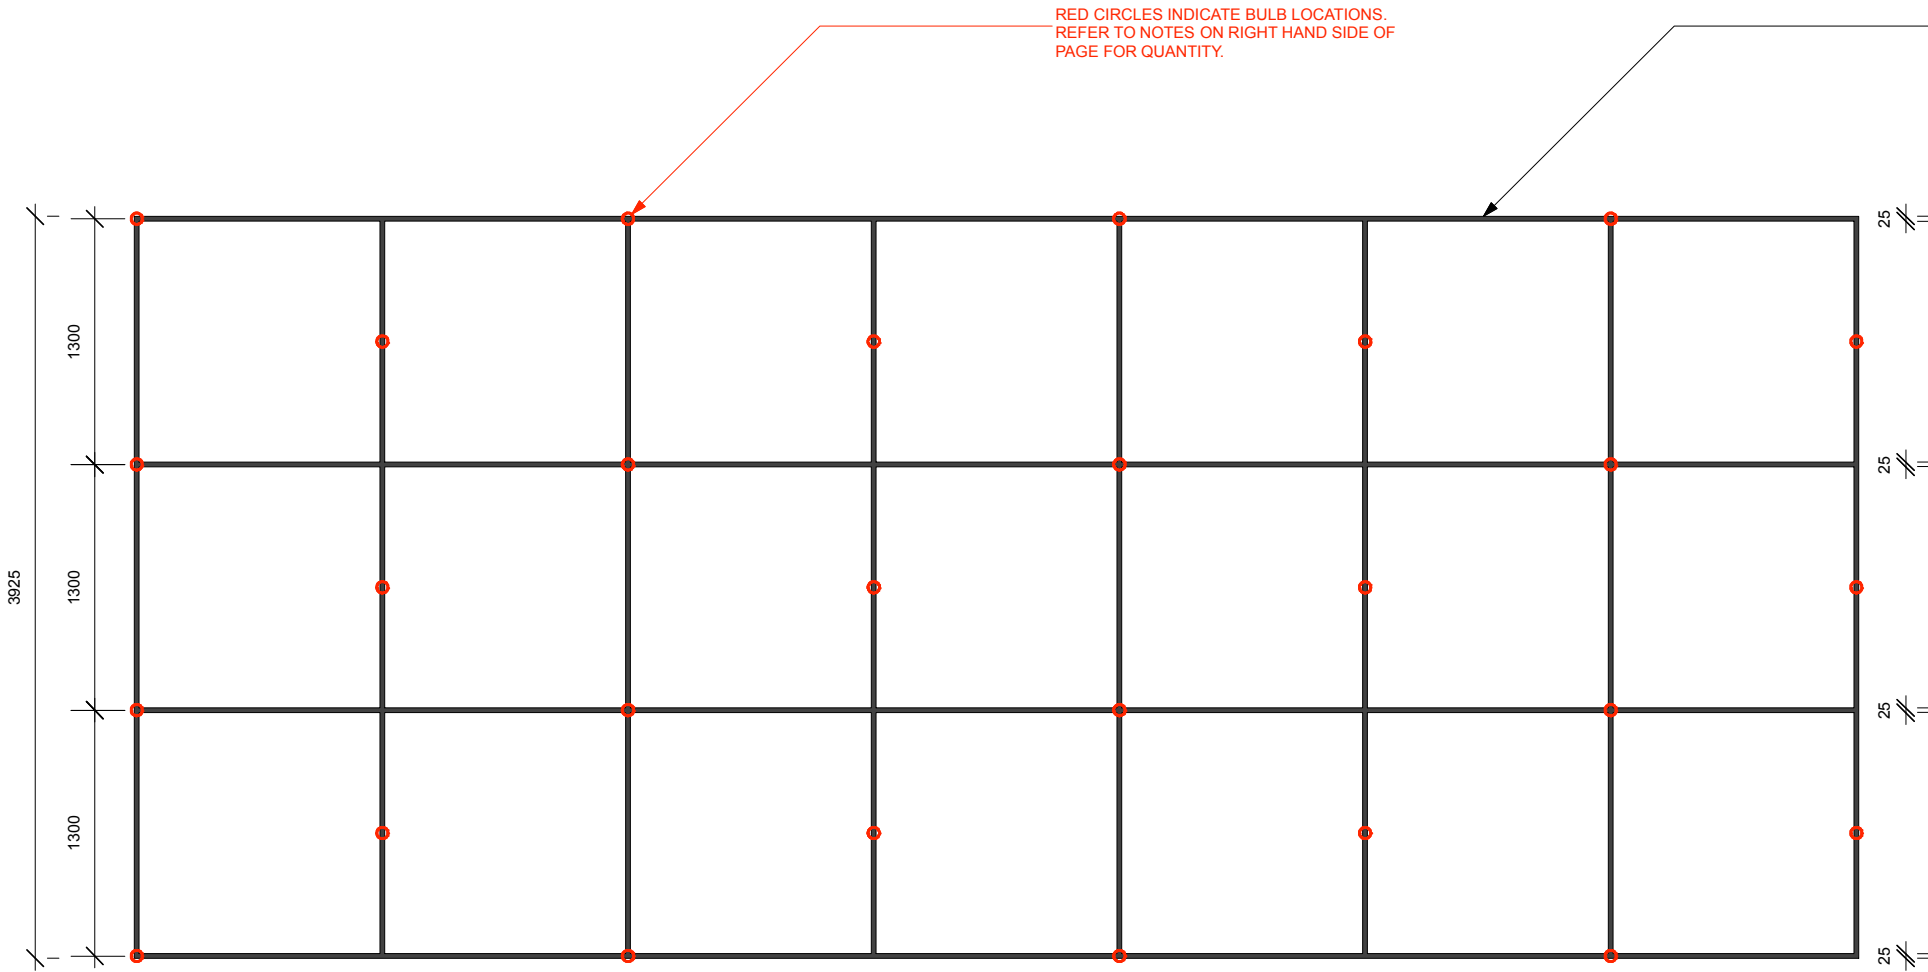 RED CIRCLES INDICATE BULB LOCATIONS.
REFER TO NOTES ON RIGHT HAND SIDE OF
PAGE FOR QUANTITY.
25
1300
25
3925
1300
25
1300
25